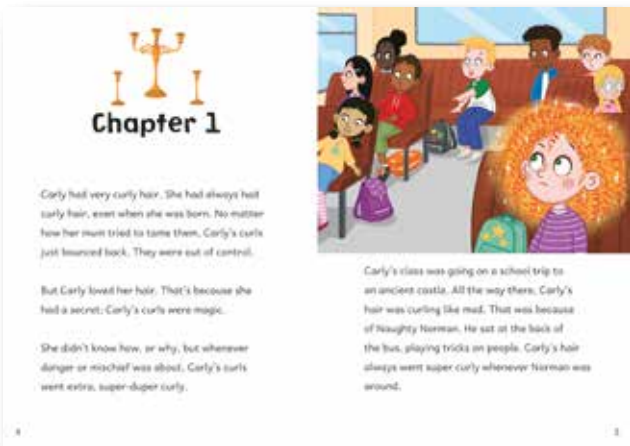 Chapter 1
Carly had very curly hair. She had always had
curly hair, even when she was born. No matter
how her mum tried to tame them, Carly's curls
just bounced back. They were out of control.
But Carly loved her hair. That's because she
had a secret: Carly's curls were magic.
She didn't know how, or why, but whenever
danger or mischief was about, Carly's curls
went extra, super-duper curly.
Carly's class was going on a school trip to
an ancient castle. All the way there, Carly's
hair was curling like mad. That was because
of Naughty Norman. He sat at the back of
the bus, playing tricks on people. Carly's hair
always went super curly whenever Norman was
around.